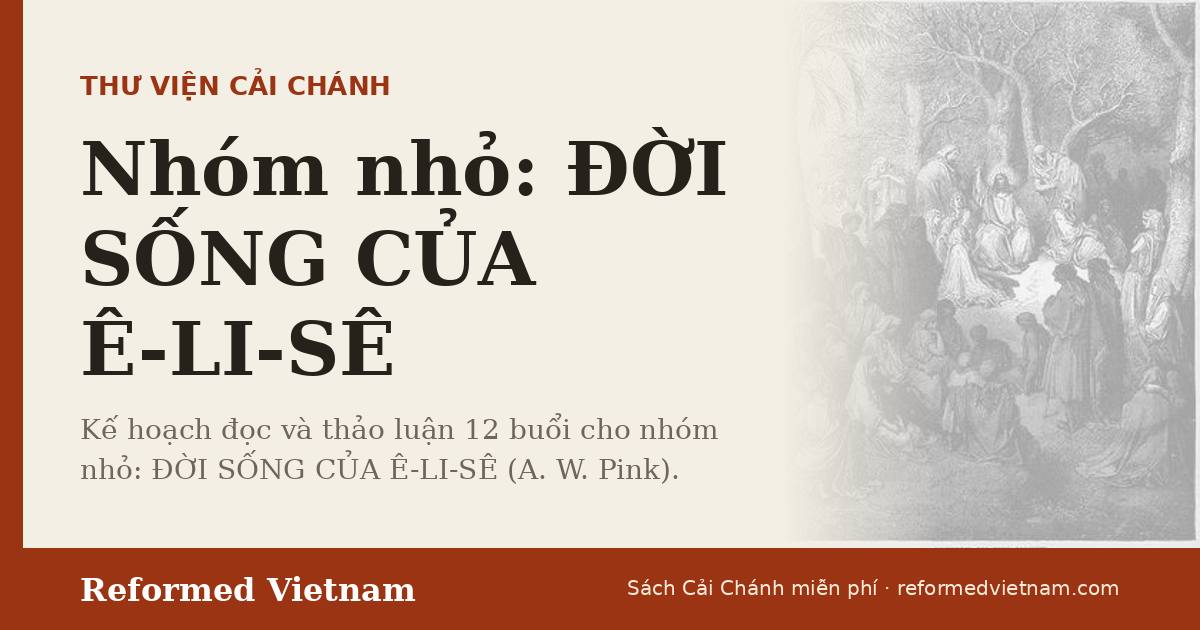 THƯ VIỆN CẢI CHÁNH
Nhóm nhỏ: ĐỜI
SỐNG CỦA
Ê-LI-SÊ
Kế hoạch đọc và thảo luận 12 buổi cho nhóm
nhỏ: ĐỜI SỐNG CỦA Ê-LI-SÊ (A. W. Pink).
Reformed Vietnam
Sách Cải Chánh miễn phí · reformedvietnam.com